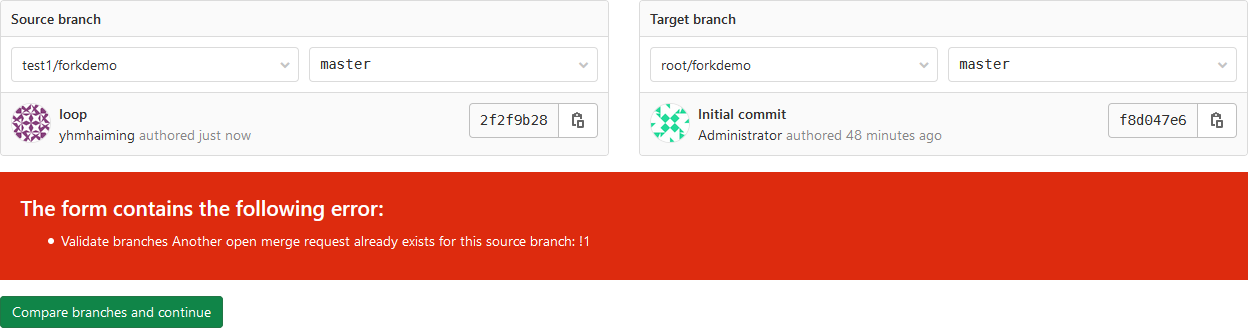 Source branch
Target branch
test1/forkdemo
master
root/forkdemo
master
loop
yhmhaiming authored just now
2f2f9b28
Initial commit
Administrator authored 48 minutes ago
f8d047e6
The form contains the following error:
Validate branches Another open merge request already exists for this source branch: !1
Compare branches and continue